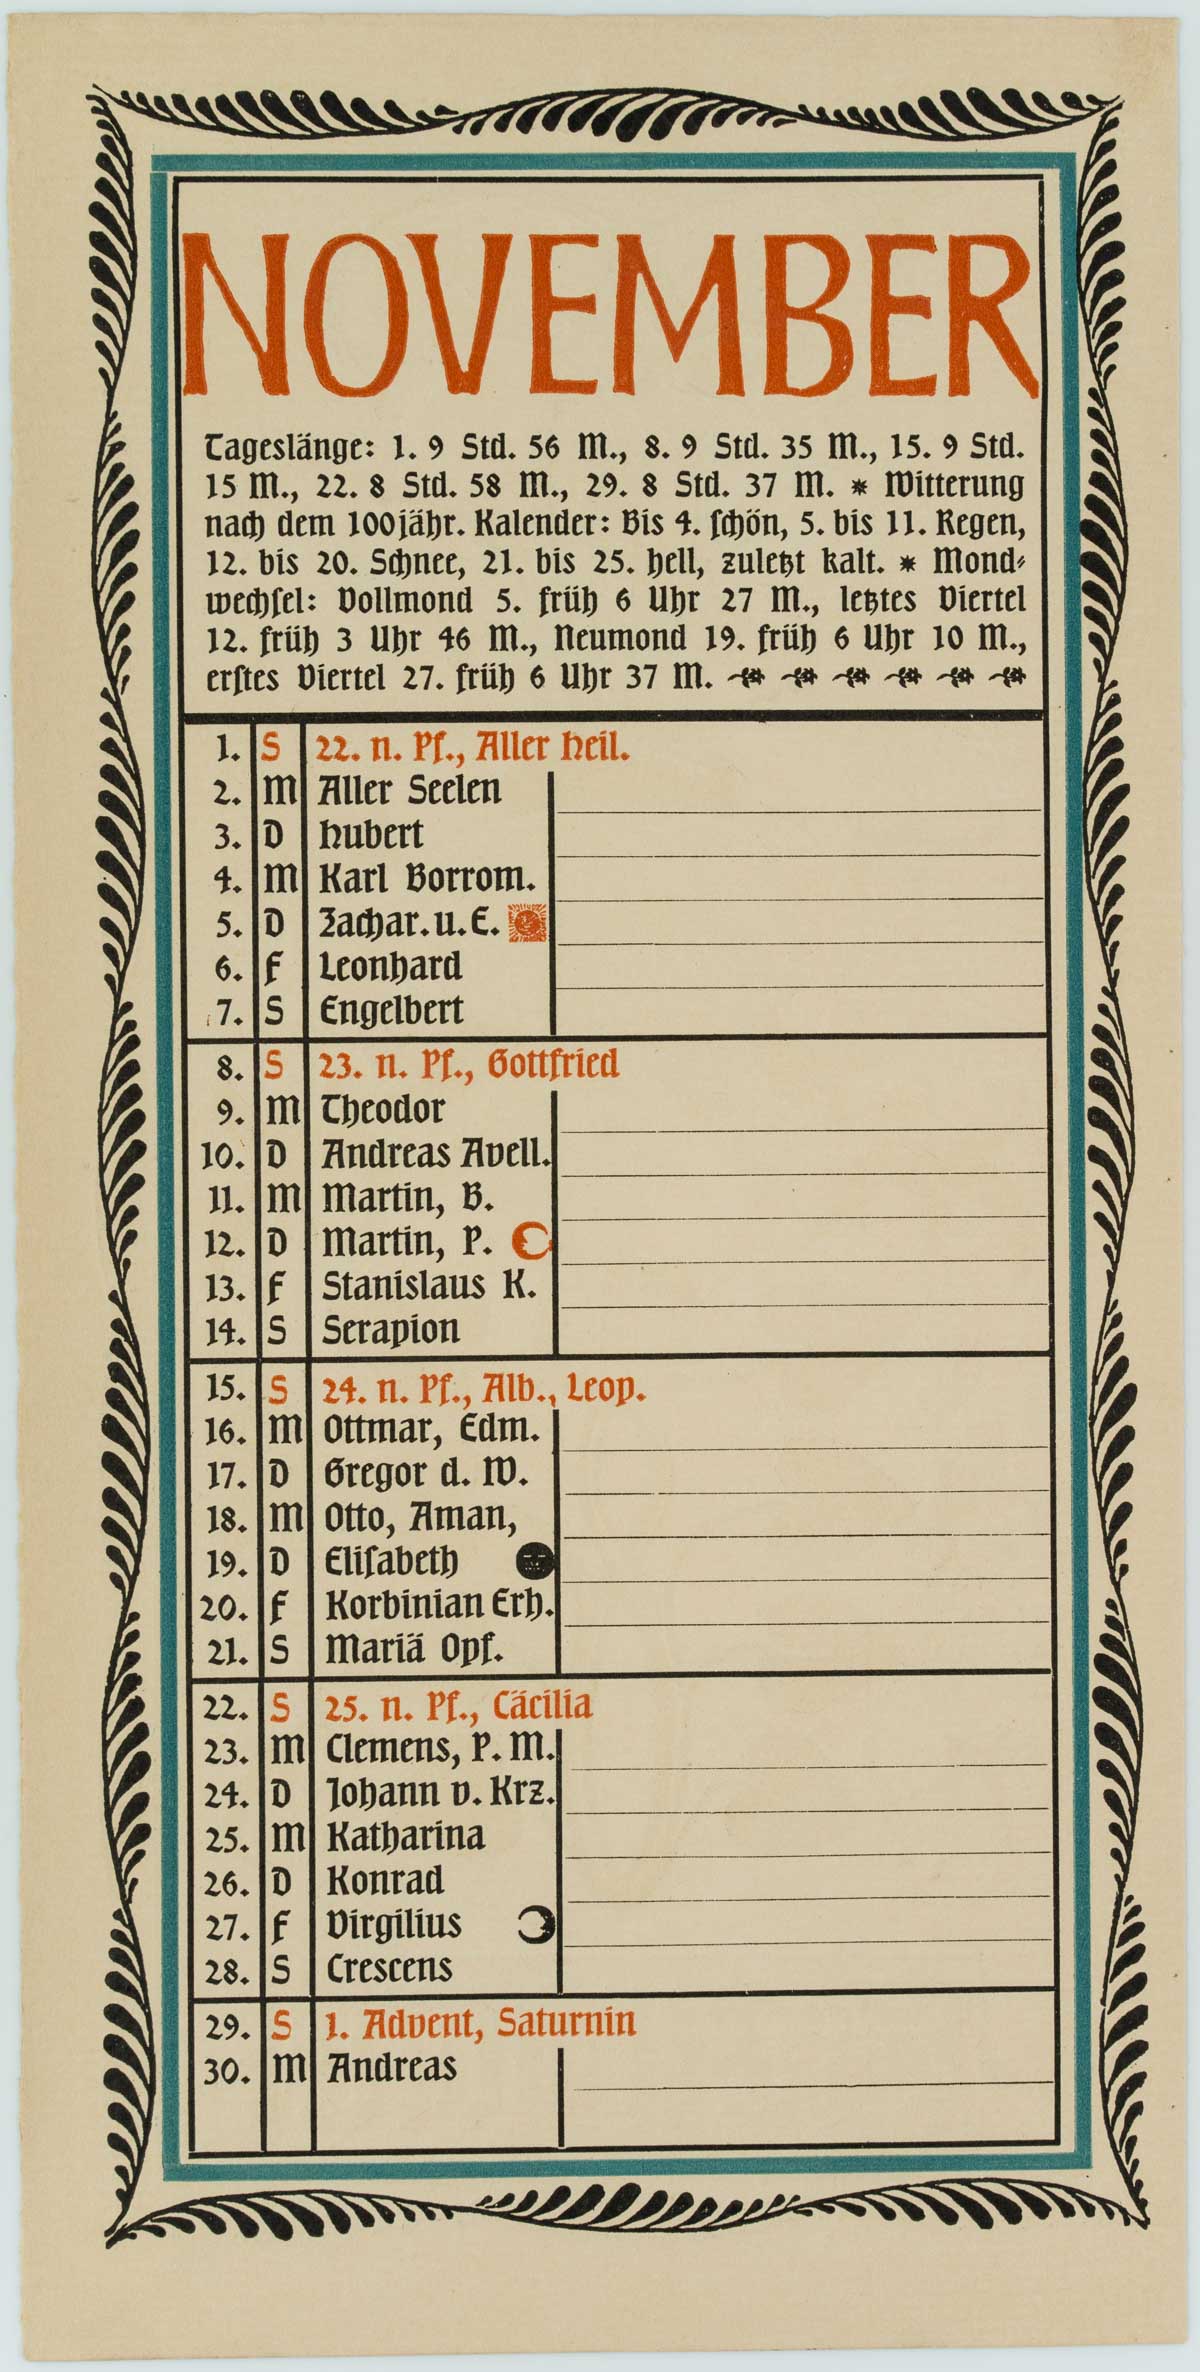 NOVEMBER
Tageslänge: 1. 9 Std. 56 M., 8. 9 Std. 35 M., 15. 9 Std.
15 M., 22. 8 Std. 58 M., 29. 8 Std. 37 M. * Witterung
nach dem 100jähr. Kalender: Bis 4. schön, 5. bis 11. Regen,
12. bis 20. Schnee, 21. bis 25. hell, zuletzt kalt. * Mond-
wechsel: Vollmond 5. früh 6 Uhr 27 M., letztes Viertel
12. früh 3 Uhr 46 M., Neumond 19. früh 6 Uhr 10 M.,
erstes Viertel 27. früh 6 Uhr 37 M.
1. S 22. n. Pf., Aller Heil.
2. M Aller Seelen
3. D Hubert
4. M Karl Borrom.
5. D Zachar. u. E.
6. F Leonhard
7. S Engelbert
8. S 23. n. Pf., Gottfried
9. M Theodor
10. D Andreas Avell.
11. M Martin, B.
12. D Martin, P.
13. F Stanislaus K.
14. S Serapion
15. S 24. n. Pf., Alb., Leop.
16. M Ottmar, Edm.
17. D Gregor d. W.
18. M Otto, Aman,
19. D Elisabeth
20. F Korbinian Erh.
21. S Mariä Opf.
22. S 25. n. Pf., Cäcilia
23. M Clemens, P. M.
24. D Johann v. Krz.
25. M Katharina
26. D Konrad
27. F Virgilius
28. S Crescens
29. S 1. Advent, Saturnin
30. M Andreas